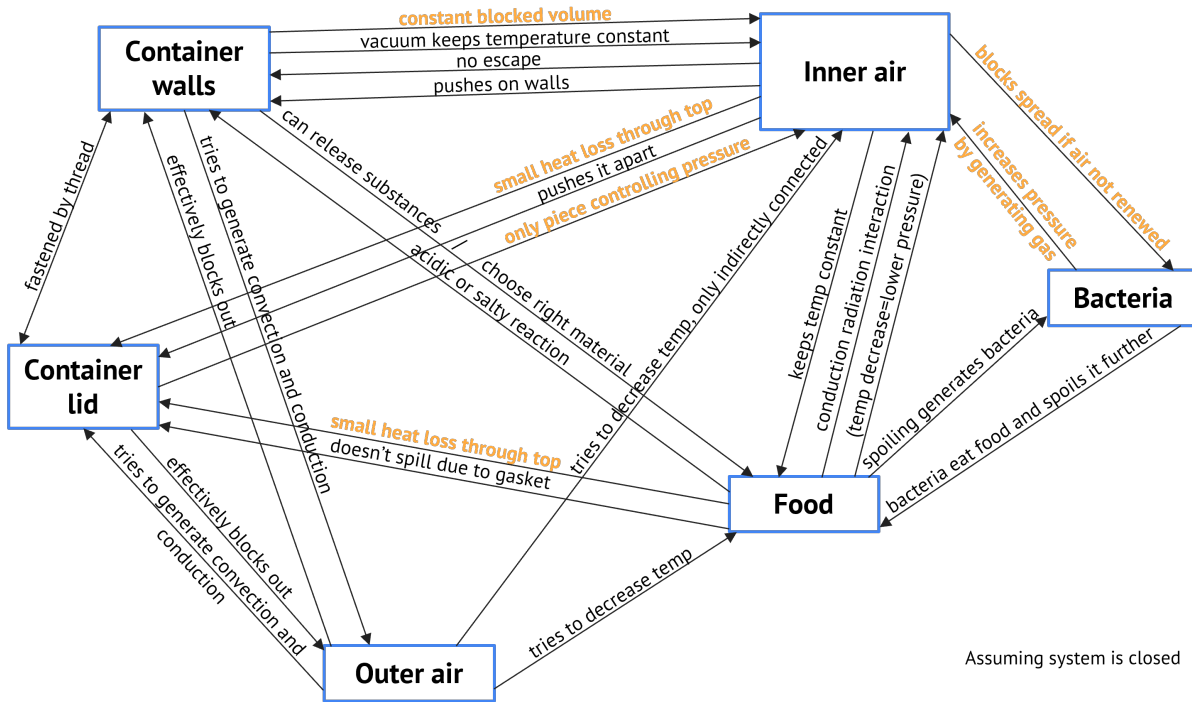 constant blocked volume
vacuum keeps temperature constant
no escape
pushes on walls
Container
walls
Inner air
blocks spread if air not renewed
increases pressure
by generating gas
can release substances
small heat loss through top
pushes it apart
only piece controlling pressure
fastened by thread
effectively blocks out
tries to generate convection and conduction
acidic or salty reaction
choose right material
tries to decrease temp, only indirectly connected
keeps temp constant
conduction radiation interaction
(temp decrease=lower pressure)
Bacteria
Container
lid
small heat loss through top
doesn't spill due to gasket
spoiling generates bacteria
bacteria eat food and spoils it further
Food
effectively blocks out
tries to generate convection and
conduction
tries to decrease temp
Outer air
Assuming system is closed